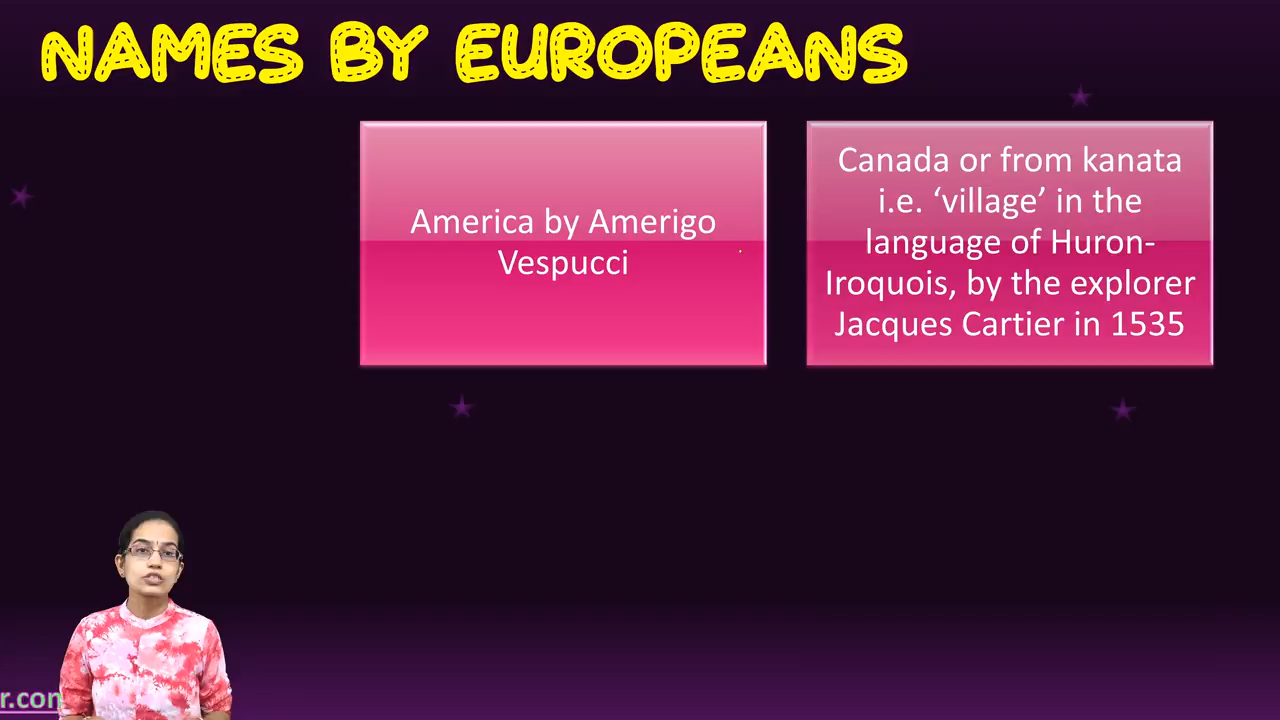 NAMES BY EUROPEANS
America by Amerigo
Vespucci
Canada or from kanata
i.e. ‘village’ in the
language of Huron-
Iroquois, by the explorer
Jacques Cartier in 1535
r.con